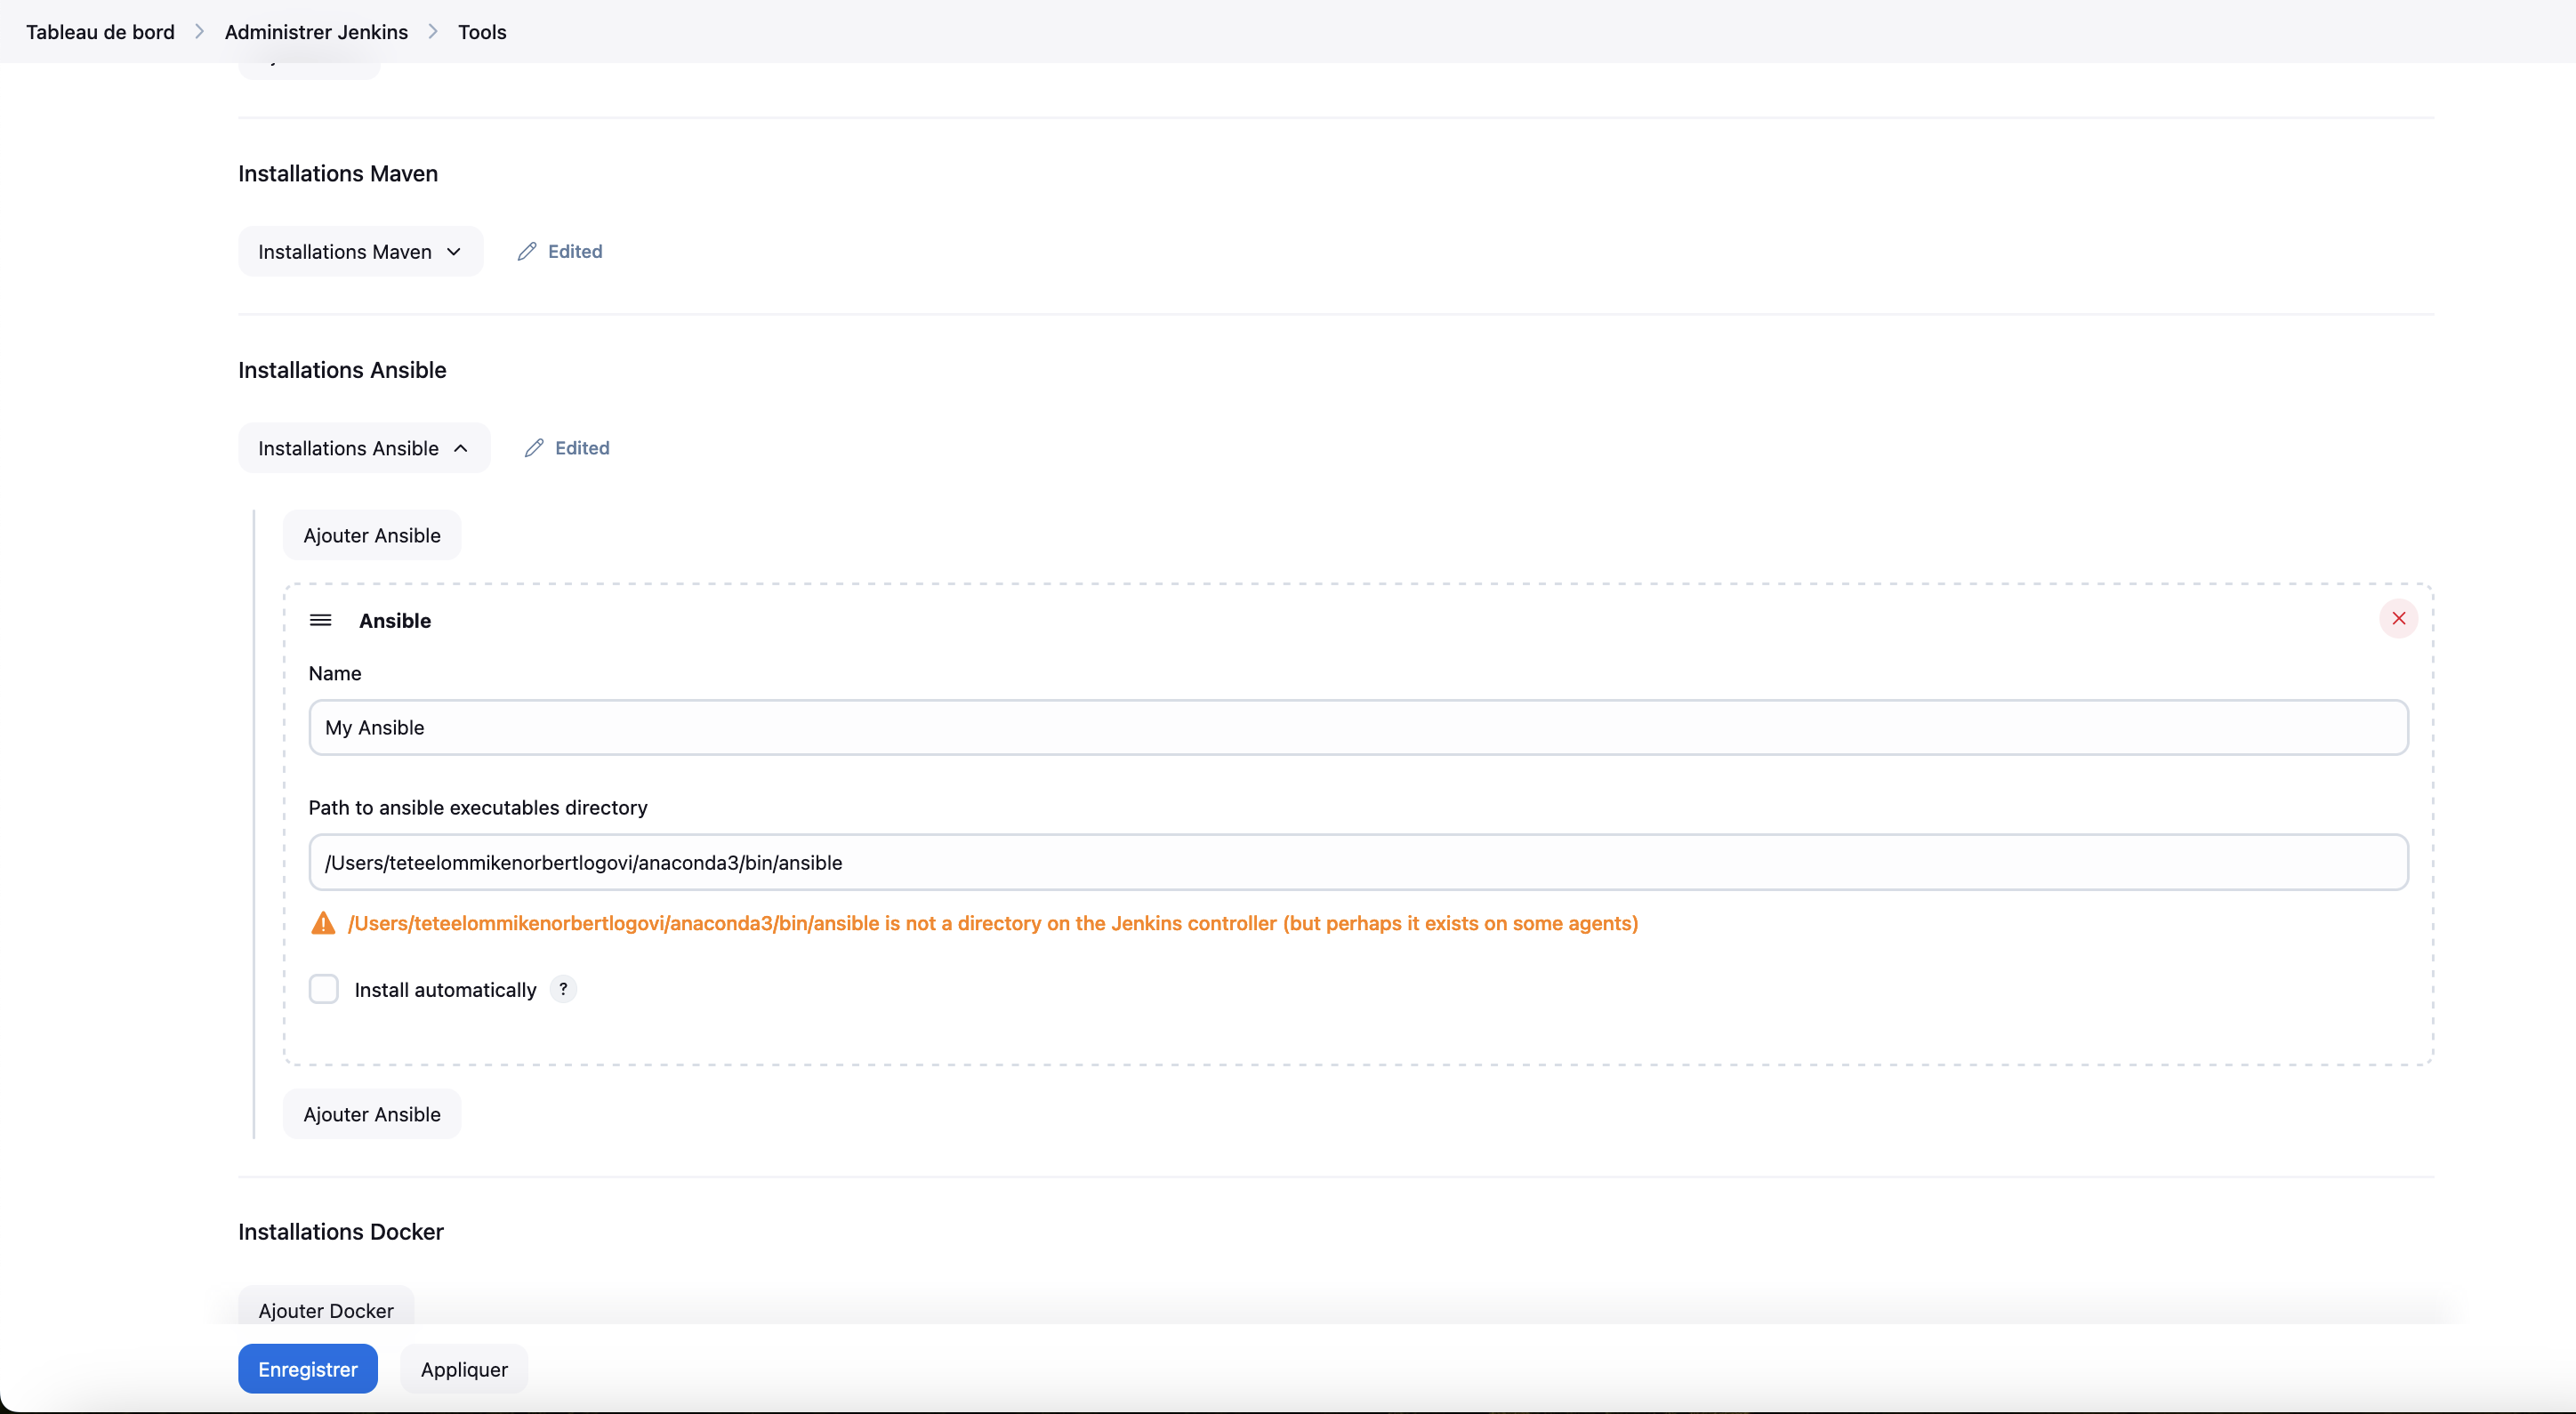 Tableau de bord > Administrer Jenkins > Tools
Installations Maven
Installations Maven
Edited
Installations Ansible
Installations Ansible
Edited
Ajouter Ansible
Ansible
Name
My Ansible
Path to ansible executables directory
/Users/teteelommikenorbertlogovi/anaconda3/bin/ansible
/Users/teteelommikenorbertlogovi/anaconda3/bin/ansible is not a directory on the Jenkins controller (but perhaps it exists on some agents)
Install automatically ?
Ajouter Ansible
Installations Docker
Ajouter Docker
Enregistrer
Appliquer